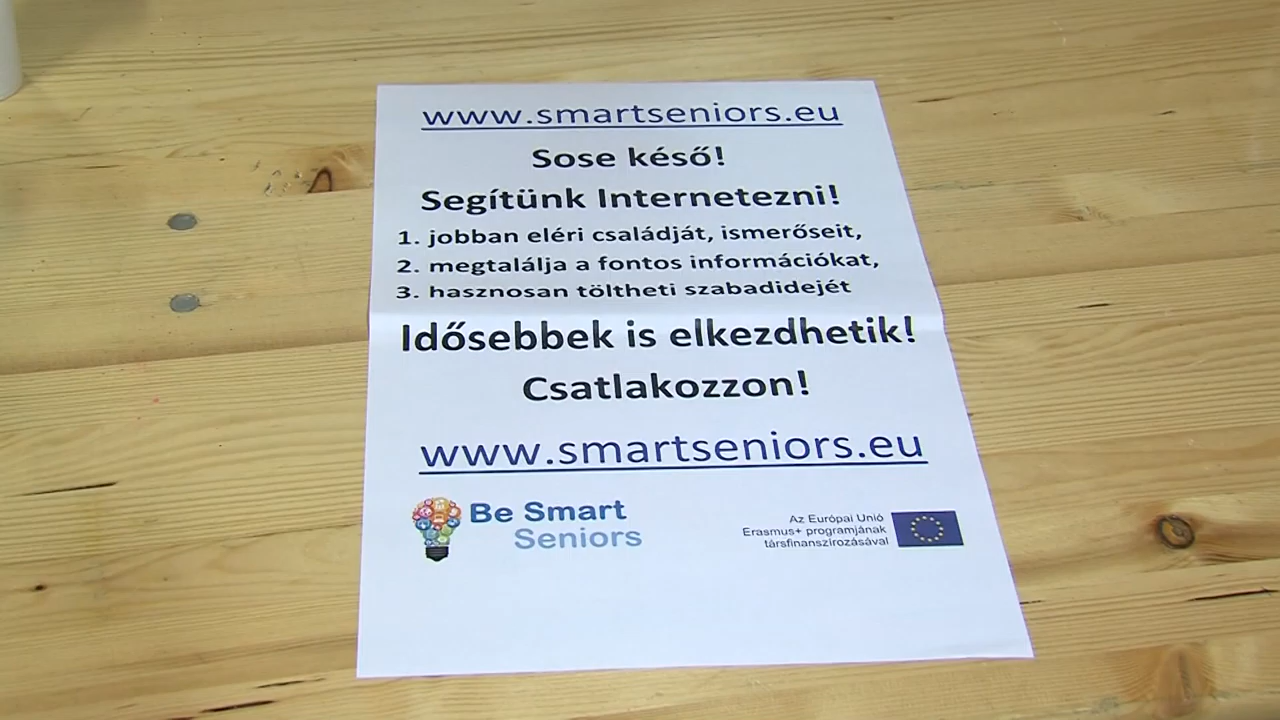 www.smartseniors.eu
Sose késő!
Segítünk Internetezni!
1. jobban eléri családját, ismerőseit,
2. megtalálja a fontos információkat,
3. hasznosan töltheti szabadidejét
Idősebbek is elkezdhetik!
Csatlakozzon!
www.smartseniors.eu
Be Smart
Seniors
Az Európai Unió
Erasmus+ programjának
társfinanszírozásával